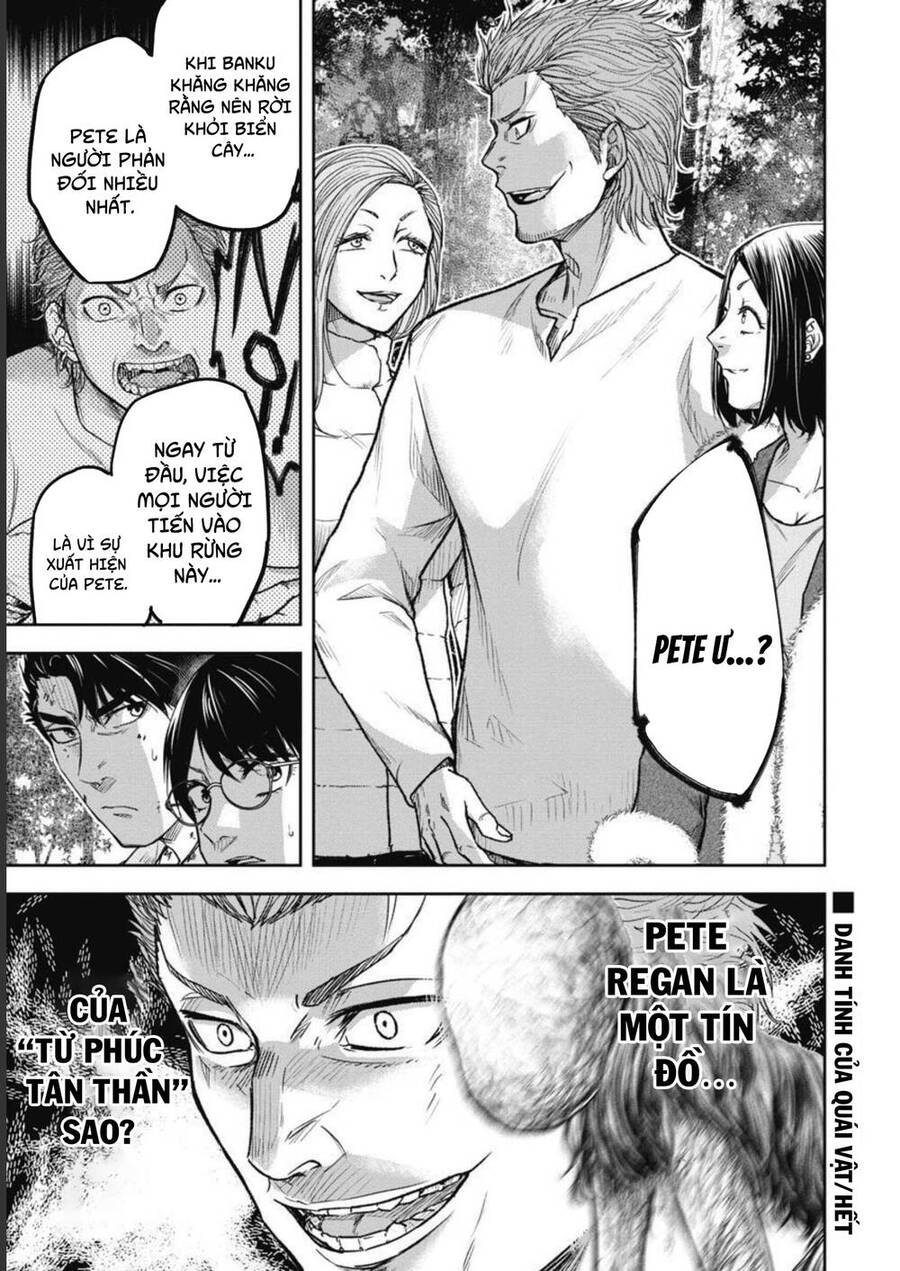 PETE Ư...?
KHI BANKU
KHĂNG KHĂNG
RẰNG NÊN RỜI
KHỎI BIỂN
CÂY...
PETE LÀ
NGƯỜI PHẢN
ĐỐI NHIỀU
NHẤT.
NGAY TỪ
ĐẦU, VIỆC
MỌI NGƯỜI
TIẾN VÀO
KHU RỪNG
NÀY...
LÀ VÌ SỰ
XUẤT HIỆN
CỦA PETE.
PETE
REGAN LÀ
MỘT TÍN
ĐỒ...
CỦA
“TỪ PHÚC
TÂN THẦN”
SAO?
DANH TÍNH CỦA QUÁI VẬT/HẾT